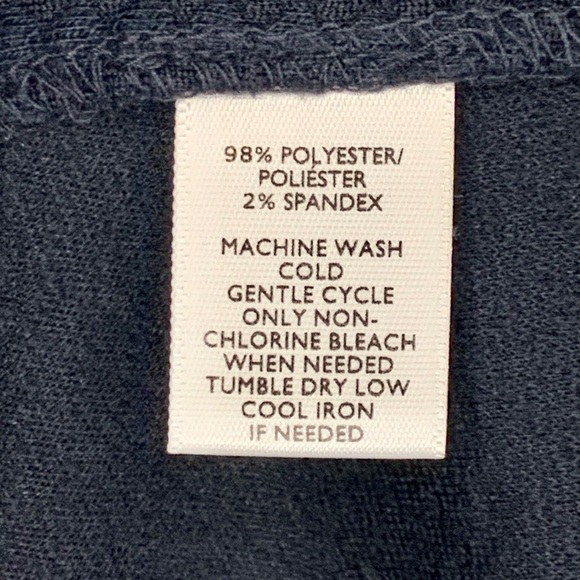 98% POLYESTER/
POLIÉSTER
2% SPANDEX
MACHINE WASH
COLD
GENTLE CYCLE
ONLY NON-
CHLORINE BLEACH
WHEN NEEDED
TUMBLE DRY LOW
COOL IRON
IF NEEDED